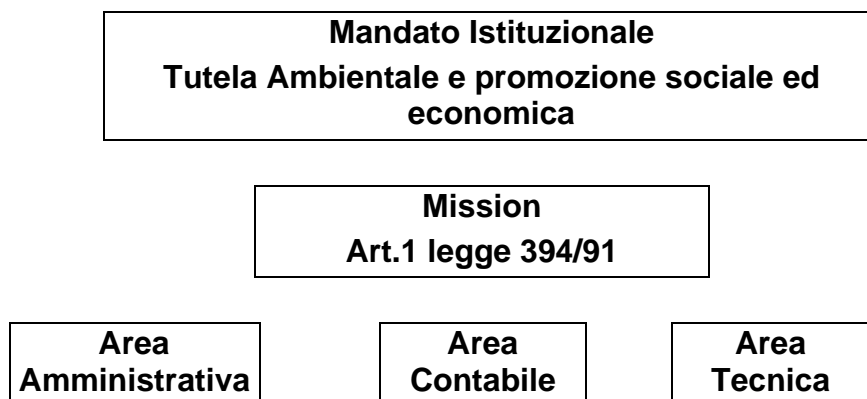 Mandato Istituzionale
Tutela Ambientale e promozione sociale ed
economica
Mission
Art.1 legge 394/91
Area
Amministrativa
Area
Contabile
Area
Tecnica